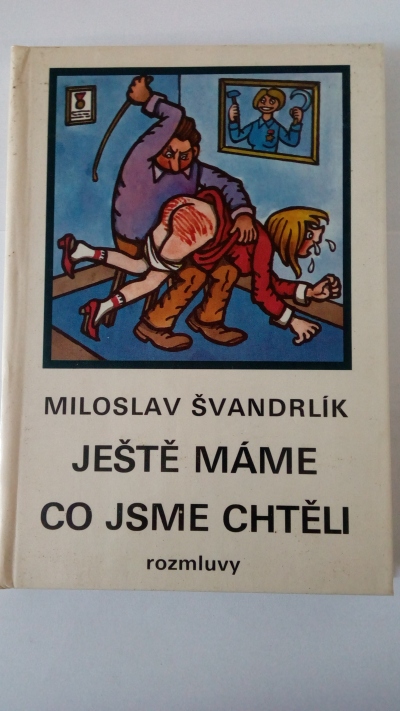 MILOSLAV ŠVANDRLÍK
JEŠTĚ MÁME
CO JSME CHTĚLI
rozmluvy